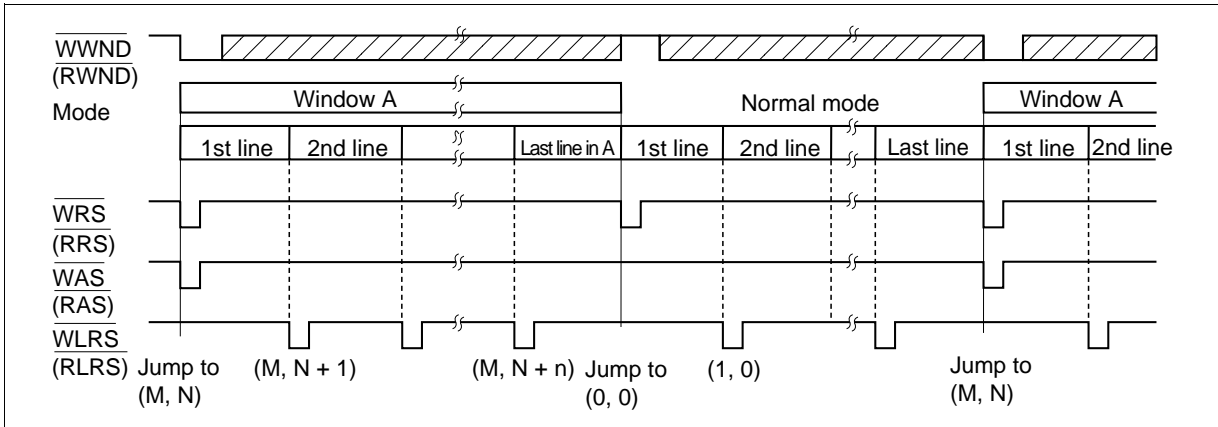 WWND
(RWND)
Mode
Window A
Normal mode
Window A
1st line
2nd line
Last line in A
1st line
2nd line
Last line
1st line
2nd line
WRS
(RRS)
WAS
(RAS)
WLRS
(RLRS)
Jump to
(M, N)
(M, N + 1)
(M, N + n)
Jump to
(0, 0)
(1, 0)
Jump to
(M, N)